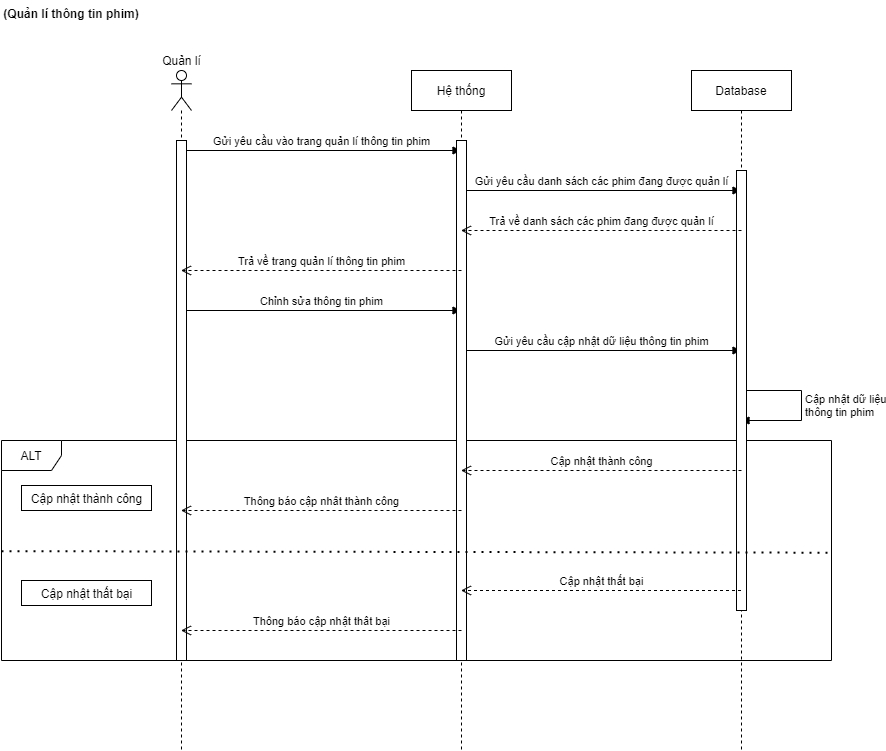 (Quản lí thông tin phim)
Quản lí
Hệ thống
Database
Gửi yêu cầu vào trang quản lí thông tin phim
Gửi yêu cầu danh sách các phim đang được quản lí
Trả về danh sách các phim đang được quản lí
Trả về trang quản lí thông tin phim
Chỉnh sửa thông tin phim
Gửi yêu cầu cập nhật dữ liệu thông tin phim
Cập nhật dữ liệu
thông tin phim
ALT
Cập nhật thành công
Cập nhật thành công
Thông báo cập nhât thành công
Cập nhật thất bại
Cập nhật thất bại
Thông báo cập nhât thât bại